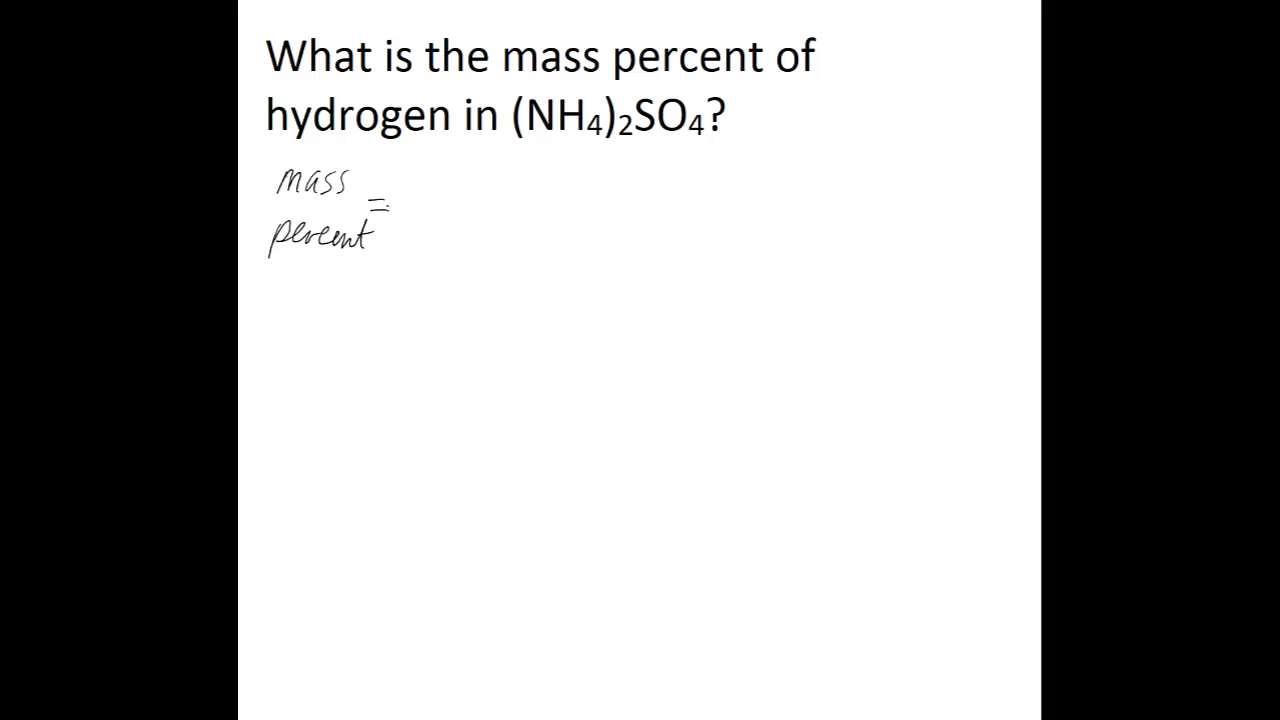 What is the mass percent of
hydrogen in (NH₄)₂SO₄?
mass
percent =